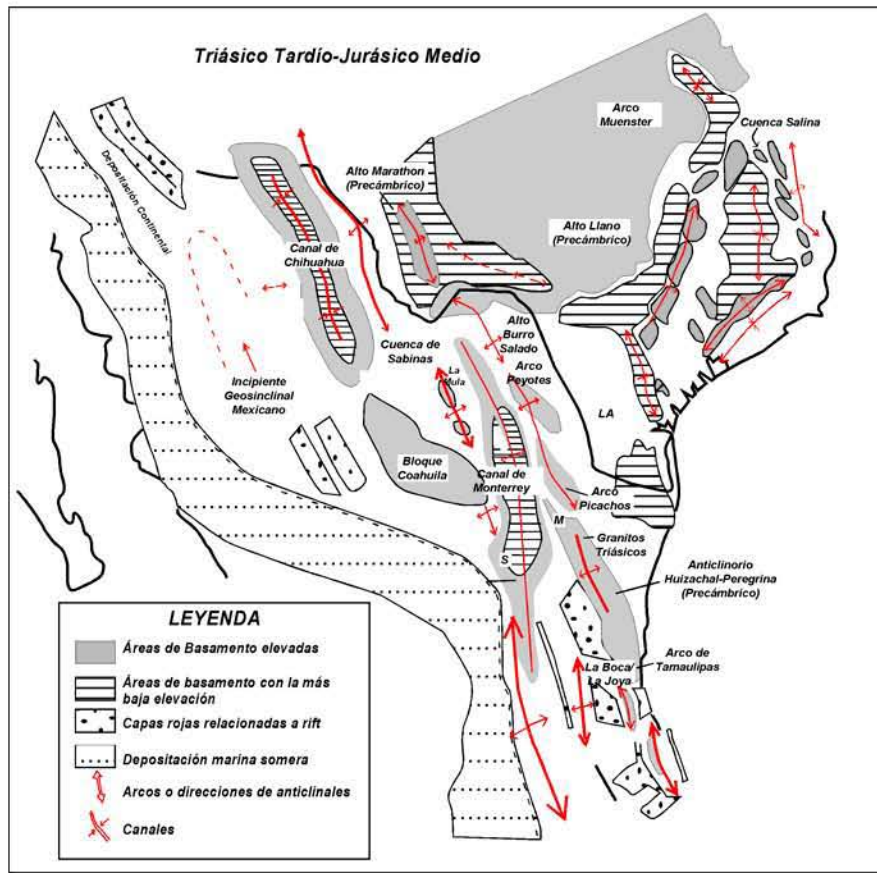 Triásico Tardío-Jurásico Medio
Arco
Muenster
Cuenca Salina
Depositación Continental
Alto Marathon
(Precámbrico)
Alto Llano
(Precámbrico)
Canal de
Chihuahua
Cuenca de
Sabinas
Alto
Burro
Salado
Arco
Peyotes
La
Mula
Incipiente
Geosinclinal
Mexicano
LA
Bloque
Coahuila
Canal de
Monterrey
Arco
Picachos
M
Granitos
Triásicos
S
Anticlinorio
Huizachal-Peregrina
(Precámbrico)
La Boca/
La Joya
Arco de
Tamaulipas
LEYENDA
Áreas de Basamento elevadas
Áreas de basamento con la más
baja elevación
Capas rojas relacionadas a rift
Depositación marina somera
Arcos o direcciones de anticlinales
Canales